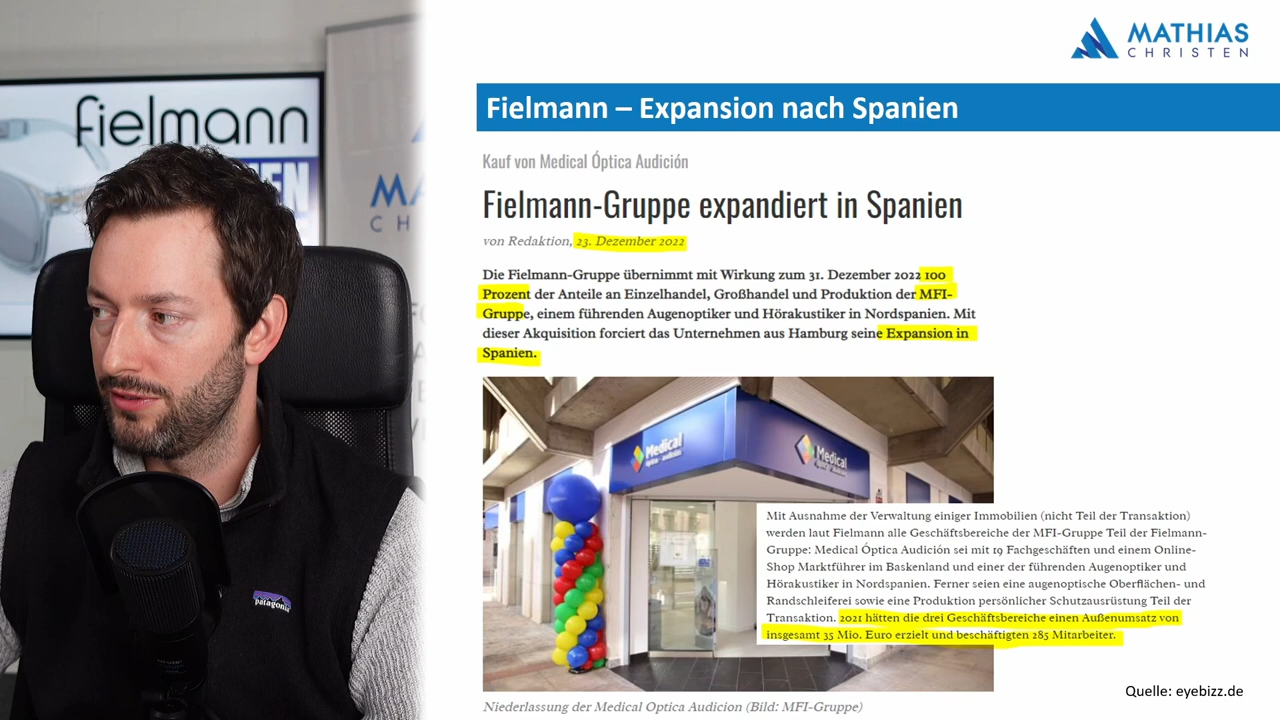 MATHIAS
CHRISTEN
fielmann
Fielmann – Expansion nach Spanien
Kauf von Medical Óptica Audición
Fielmann-Gruppe expandiert in Spanien
von Redaktion, 23. Dezember 2022
Die Fielmann-Gruppe übernimmt mit Wirkung zum 31. Dezember 2022 100
Prozent der Anteile an Einzelhandel, Großhandel und Produktion der MFI-
Gruppe, einem führenden Augenoptiker und Hörakustiker in Nordspanien. Mit
dieser Akquisition forciert das Unternehmen aus Hamburg seine Expansion in
Spanien.
Medical
óptica · audición
Medical
Mit Ausnahme der Verwaltung einiger Immobilien (nicht Teil der Transaktion)
werden laut Fielmann alle Geschäftsbereiche der MFI-Gruppe Teil der Fielmann-
Gruppe: Medical Óptica Audición sei mit 19 Fachgeschäften und einem Online-
Shop Marktführer im Baskenland und einer der führenden Augenoptiker und
Hörakustiker in Nordspanien. Ferner seien eine augenoptische Oberflächen- und
Randschleiferei sowie eine Produktion persönlicher Schutzausrüstung Teil der
Transaktion. 2021 hätten die drei Geschäftsbereiche einen Außenumsatz von
insgesamt 35 Mio. Euro erzielt und beschäftigten 285 Mitarbeiter.
patagonia
Quelle: eyebizz.de
Niederlassung der Medical Optica Audicion (Bild: MFI-Gruppe)